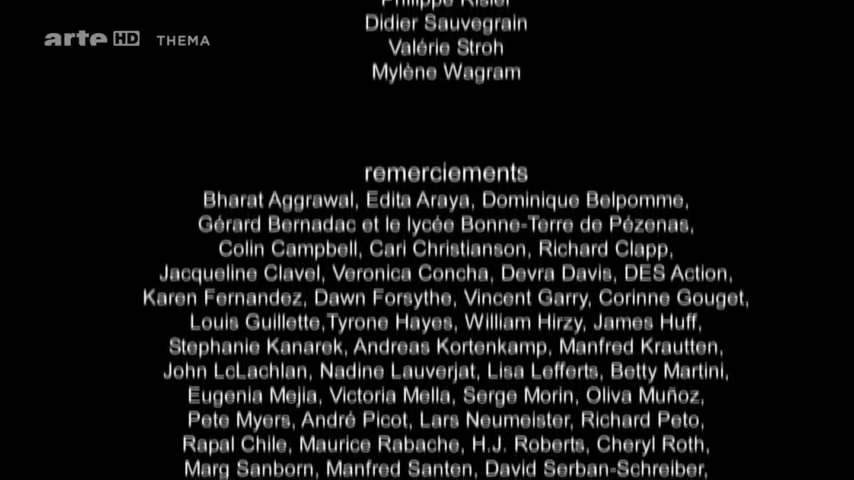 Philippe Risler
arte HD THEMA
Didier Sauvegrain
Valérie Stroh
Mylène Wagram
remerciements
Bharat Aggrawal, Edita Araya, Dominique Belpomme,
Gérard Bernadac et le lycée Bonne-Terre de Pézenas,
Colin Campbell, Cari Christianson, Richard Clapp,
Jacqueline Clavel, Veronica Concha, Devra Davis, DES Action,
Karen Fernandez, Dawn Forsythe, Vincent Garry, Corinne Gouget,
Louis Guillette,Tyrone Hayes, William Hirzy, James Huff,
Stephanie Kanarek, Andreas Kortenkamp, Manfred Krautten,
John LcLachlan, Nadine Lauverjat, Lisa Lefferts, Betty Martini,
Eugenia Mejia, Victoria Mella, Serge Morin, Oliva Muñoz,
Pete Myers, André Picot, Lars Neumeister, Richard Peto,
Rapal Chile, Maurice Rabache, H.J. Roberts, Cheryl Roth,
Marg Sanborn, Manfred Santen, David Serban-Schreiber,